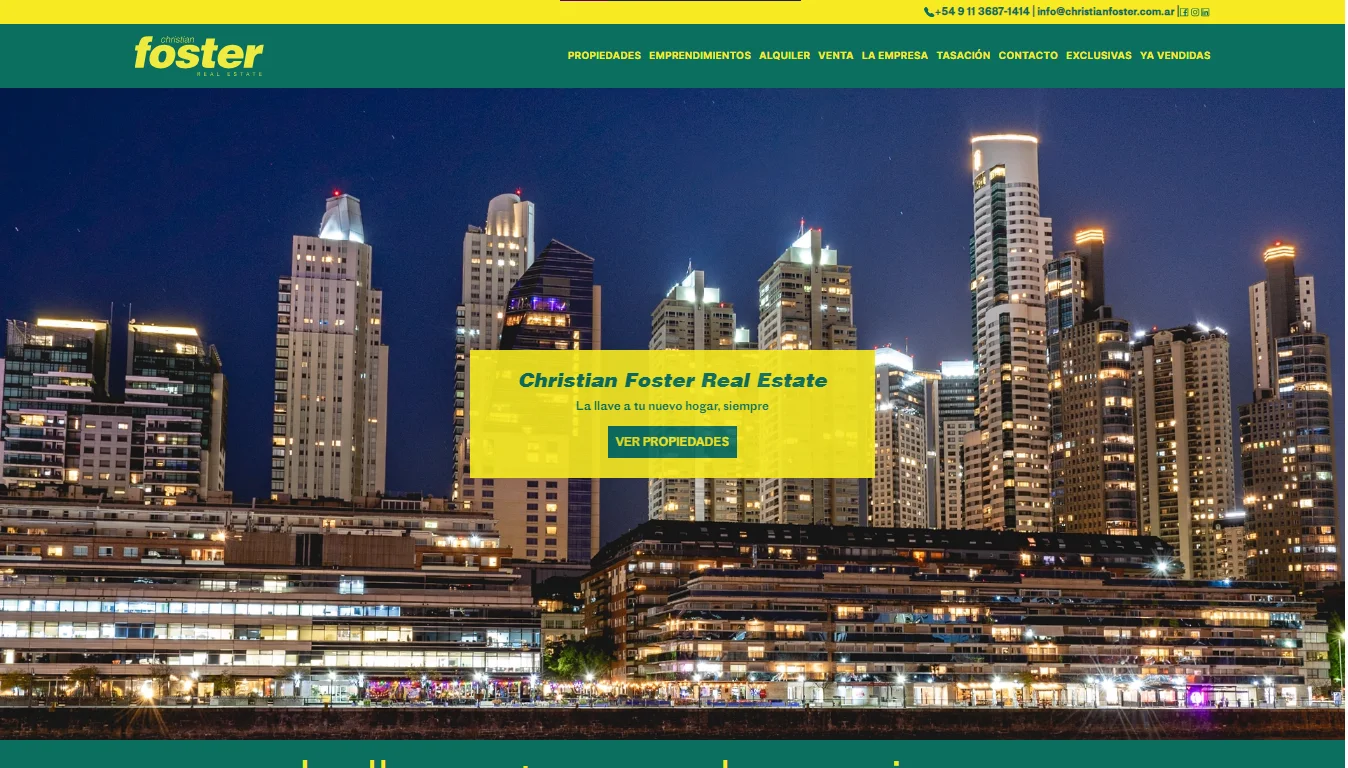 +54 9 11 3687-1414 | info@christianfoster.com.ar |
christian
foster
REAL ESTATE
PROPIEDADES EMPRENDIMIENTOS ALQUILER VENTA LA EMPRESA TASACIÓN CONTACTO EXCLUSIVAS YA VENDIDAS
Christian Foster Real Estate
La llave a tu nuevo hogar, siempre
VER PROPIEDADES